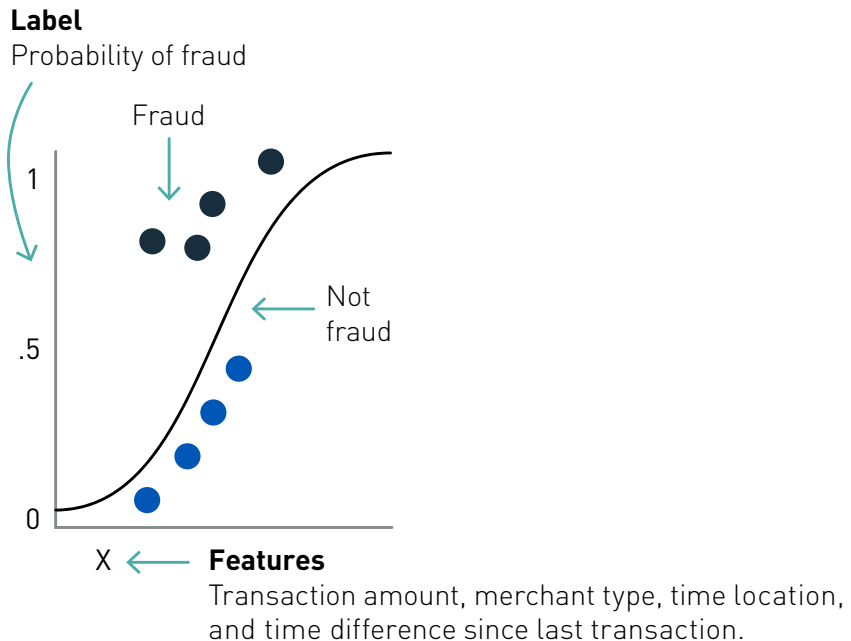 Label
Probability of fraud
Fraud
1
Not
fraud
.5
0
X
Features
Transaction amount, merchant type, time location,
and time difference since last transaction.